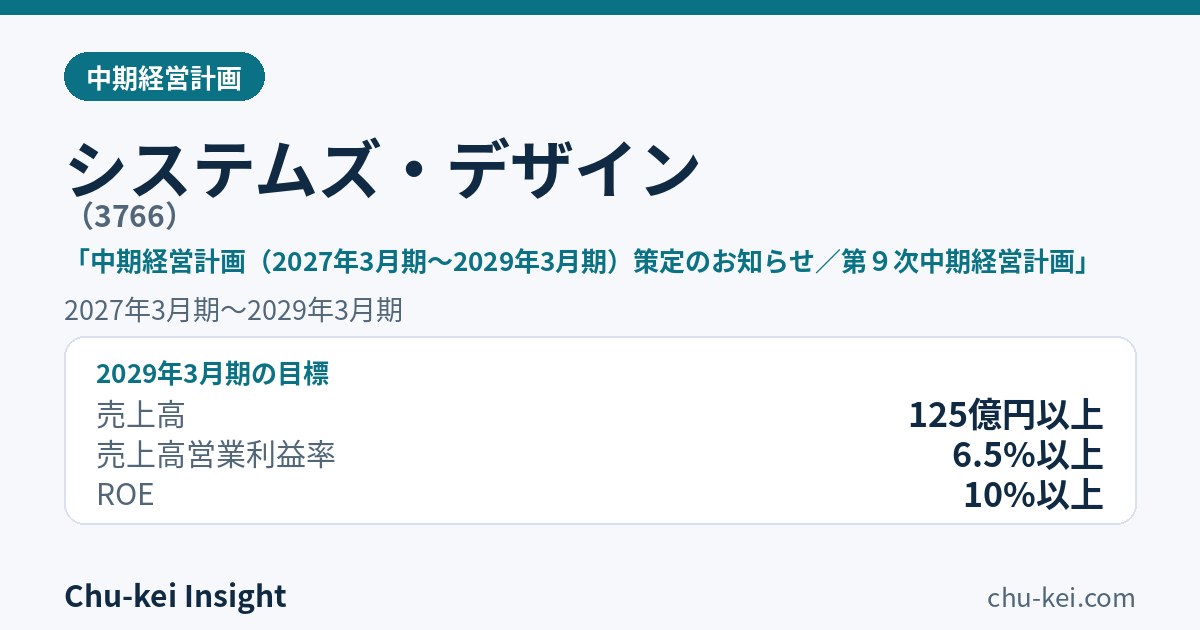 中期経営計画
システムズ・デザイン
（3766）
「中期経営計画（2027年3月期〜2029年3月期）策定のお知らせ／第９次中期経営計画」
2027年3月期〜2029年3月期
2029年3月期の目標
売上高 125億円以上
売上高営業利益率 6.5%以上
ROE 10%以上
Chu-kei Insight chu-kei.com